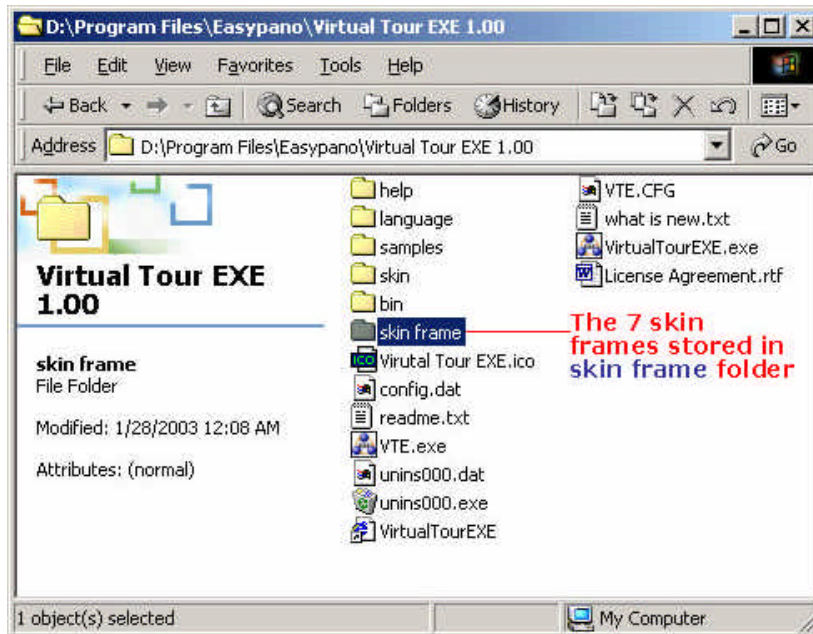 D:\Program Files\Easypano\Virtual Tour EXE 1.00
File Edit View Favorites Tools Help
Back Search Folders History
Address D:\Program Files\Easypano\Virtual Tour EXE 1.00 Go
Virtual Tour EXE
1.00
skin frame
File Folder
Modified: 1/28/2003 12:08 AM
Attributes: (normal)
help
language
samples
skin
bin
skin frame
ICO
Virutal Tour EXE.ico
config.dat
readme.txt
VTE.exe
unins000.dat
unins000.exe
VirtualTourEXE
VTE.CFG
what is new.txt
VirtualTourEXE.exe
License Agreement.rtf
The 7 skin
frames stored in
skin frame folder
1 object(s) selected
My Computer